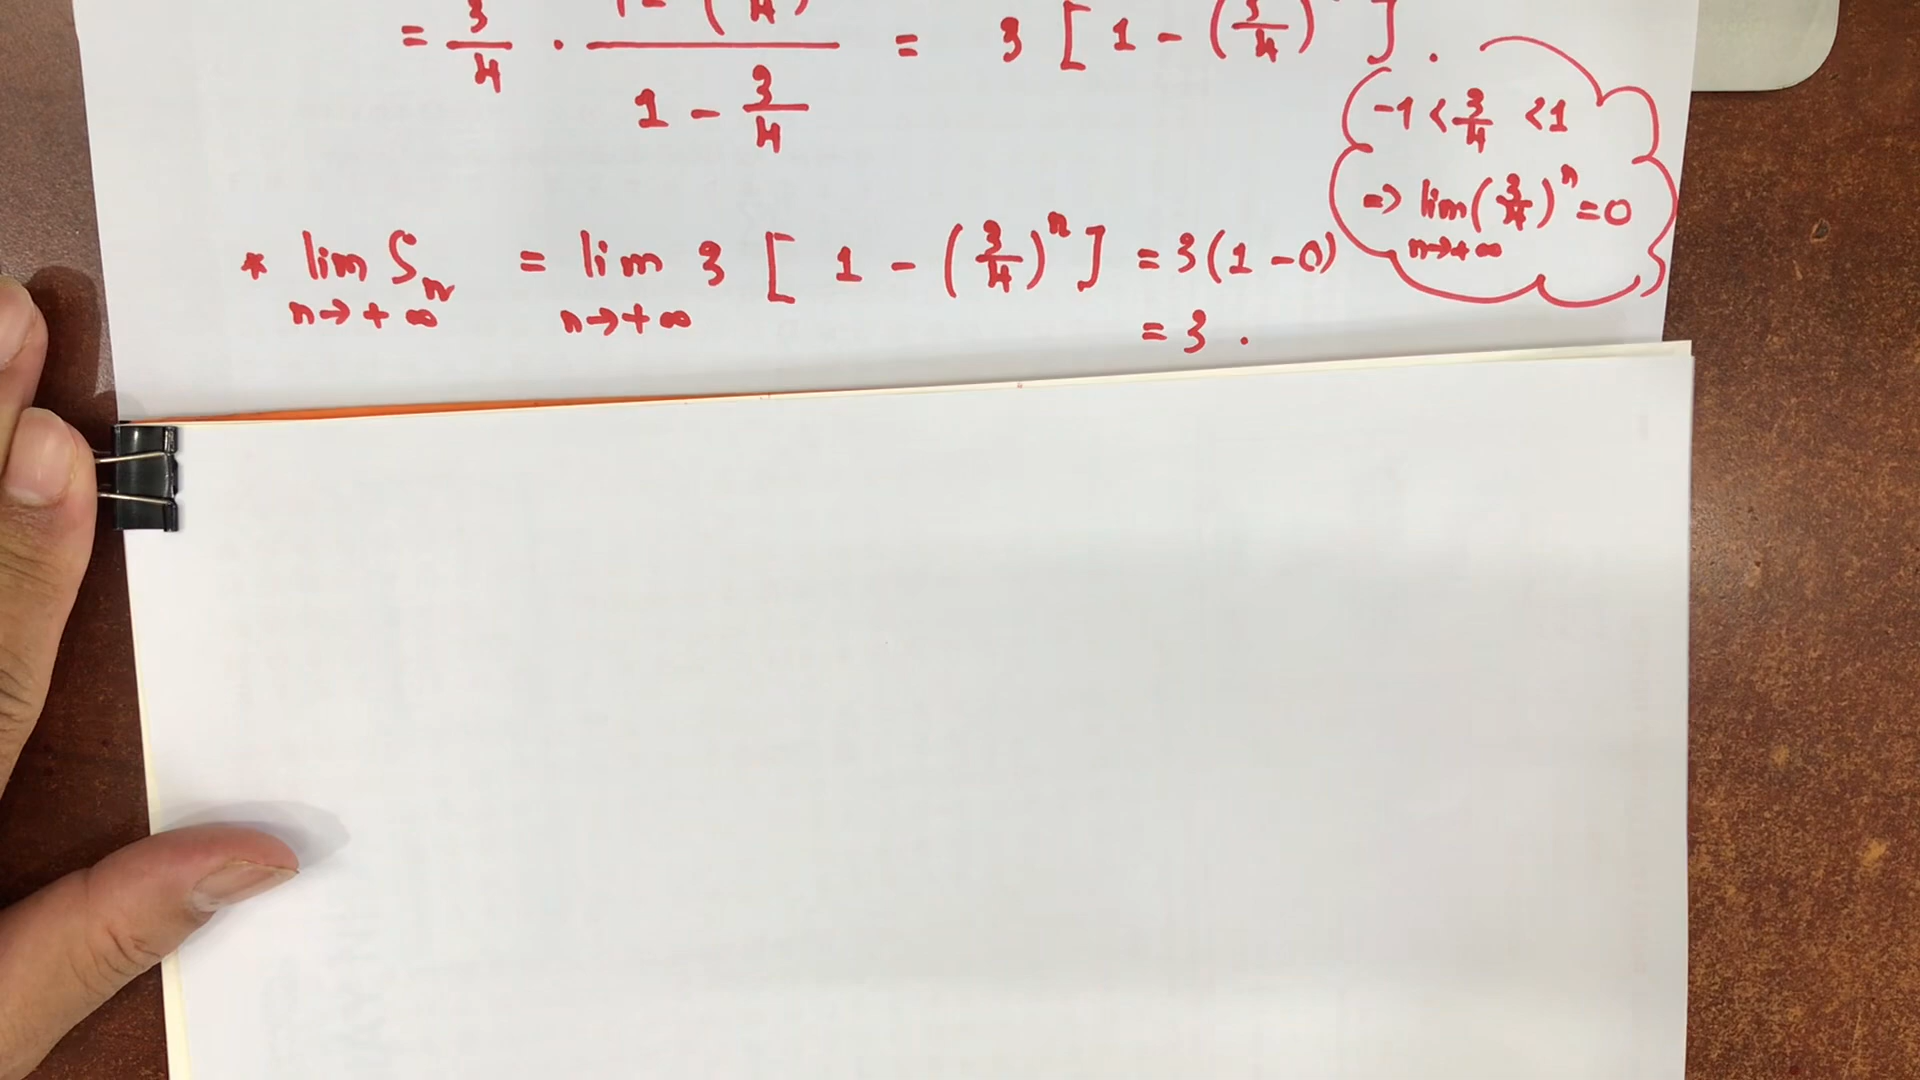 = 3/4 · (1 - (3/4)) / (1 - 3/4) = 3 [ 1 - (3/4) ] .
-1 < 3/4 < 1
=> lim (3/4)^n = 0
n→+∞
* lim S_n = lim 3 [ 1 - (3/4)^n ] = 3(1-0)
n→+∞ n→+∞
= 3 .